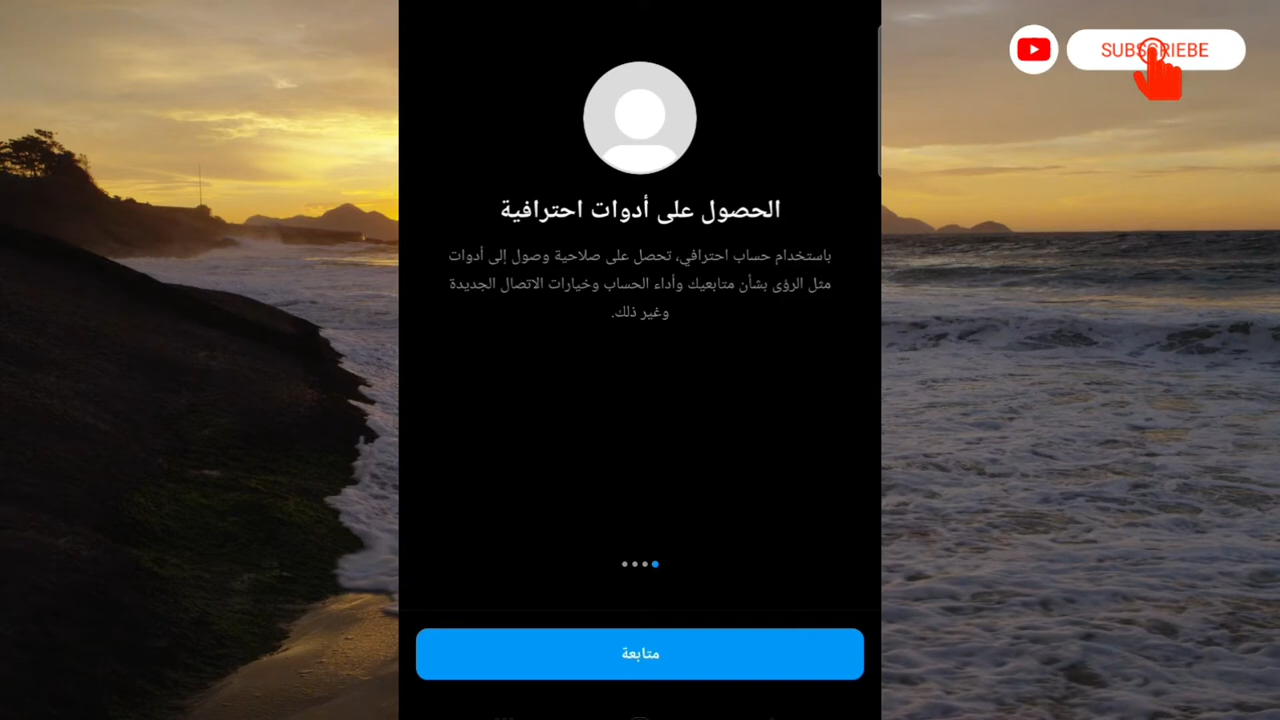 SUBSCRIEBE
الحصول على أدوات احترافية
باستخدام حساب احترافي، تحصل على صلاحية وصول إلى أدوات
مثل الرؤى بشأن متابعيك وأداء الحساب وخيارات الاتصال الجديدة
وغير ذلك.
متابعة